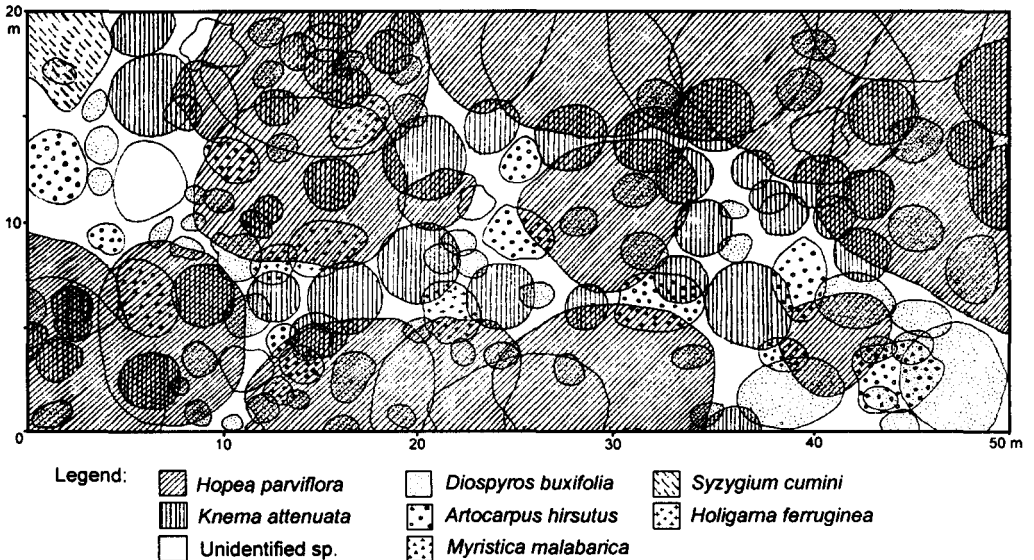 20
m
10
0
10
20
30
40
50 m
Legend:
Hopea parviflora
Diospyros buxifolia
Syzygium cumini
Knema attenuata
Artocarpus hirsutus
Holigarna ferruginea
Unidentified sp.
Myristica malabarica